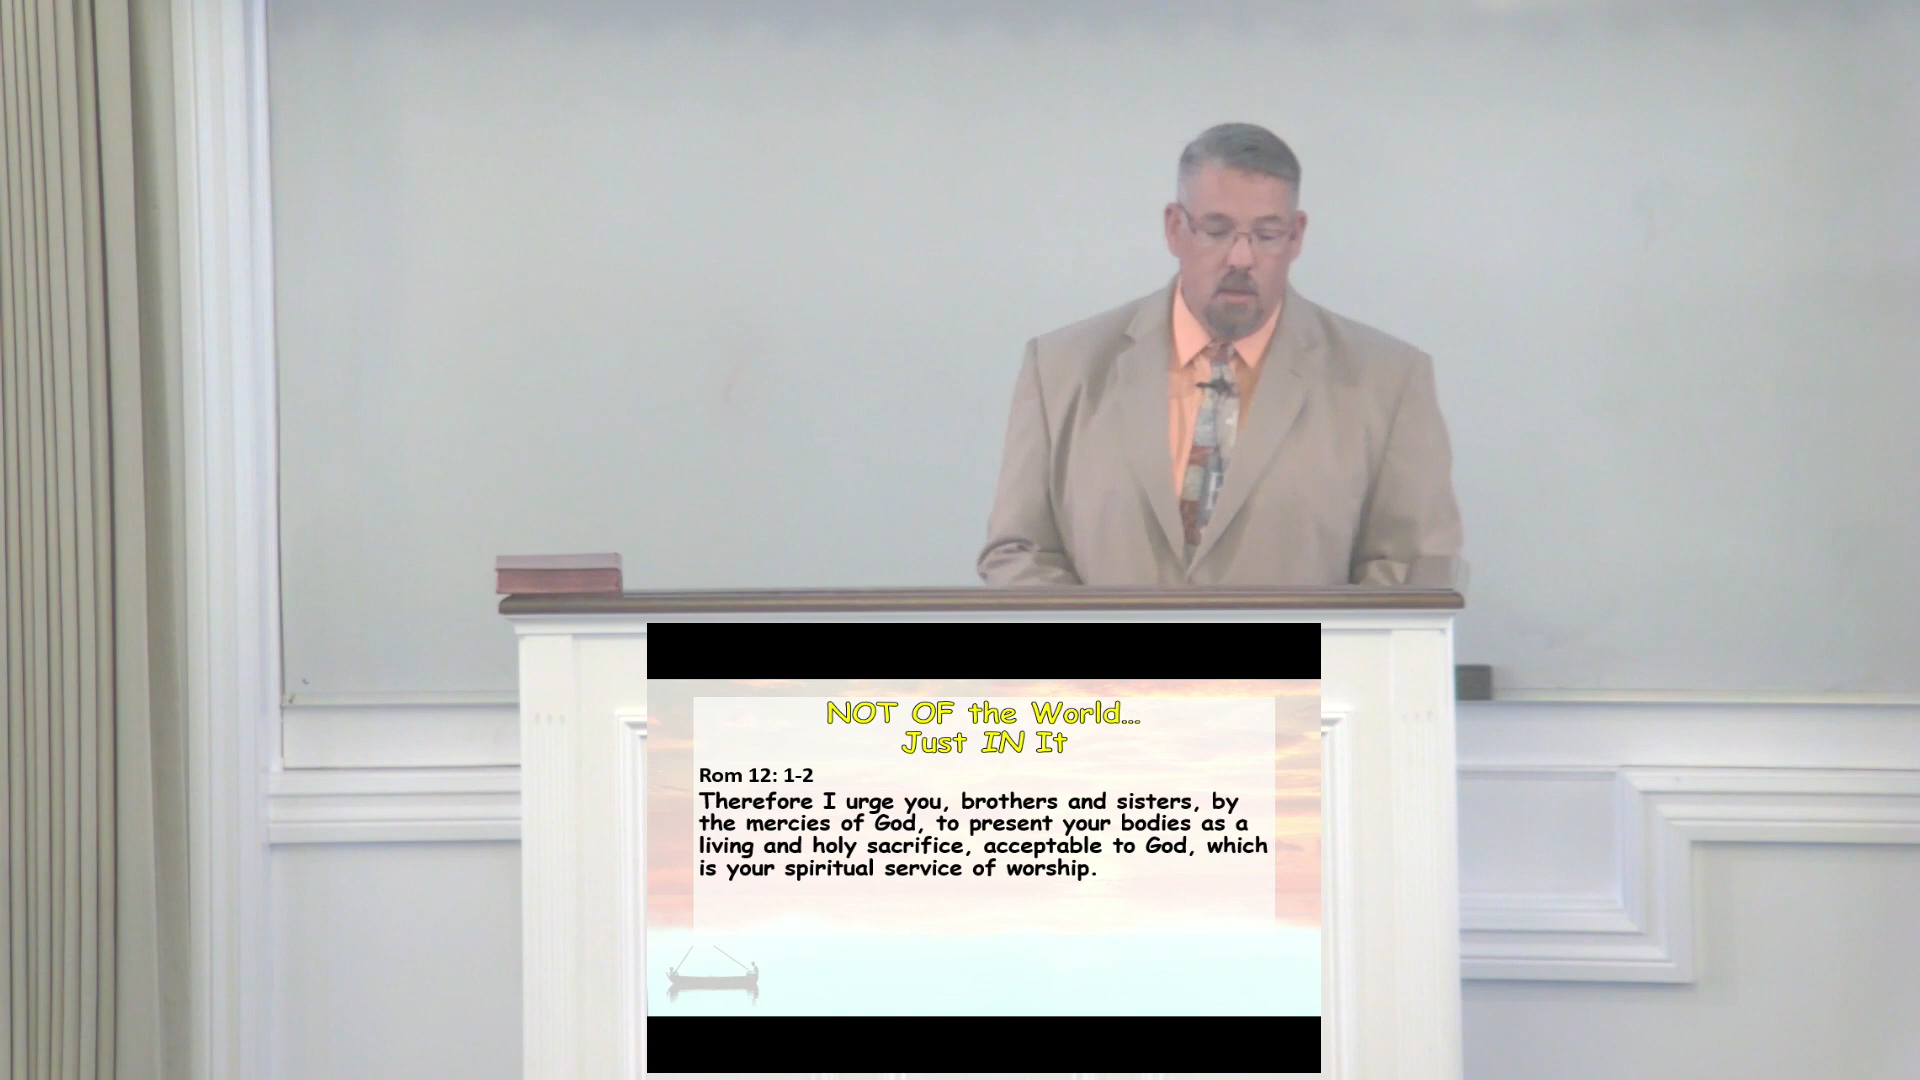 NOT OF the World...
Just IN It
Rom 12: 1-2
Therefore I urge you, brothers and sisters, by
the mercies of God, to present your bodies as a
living and holy sacrifice, acceptable to God, which
is your spiritual service of worship.